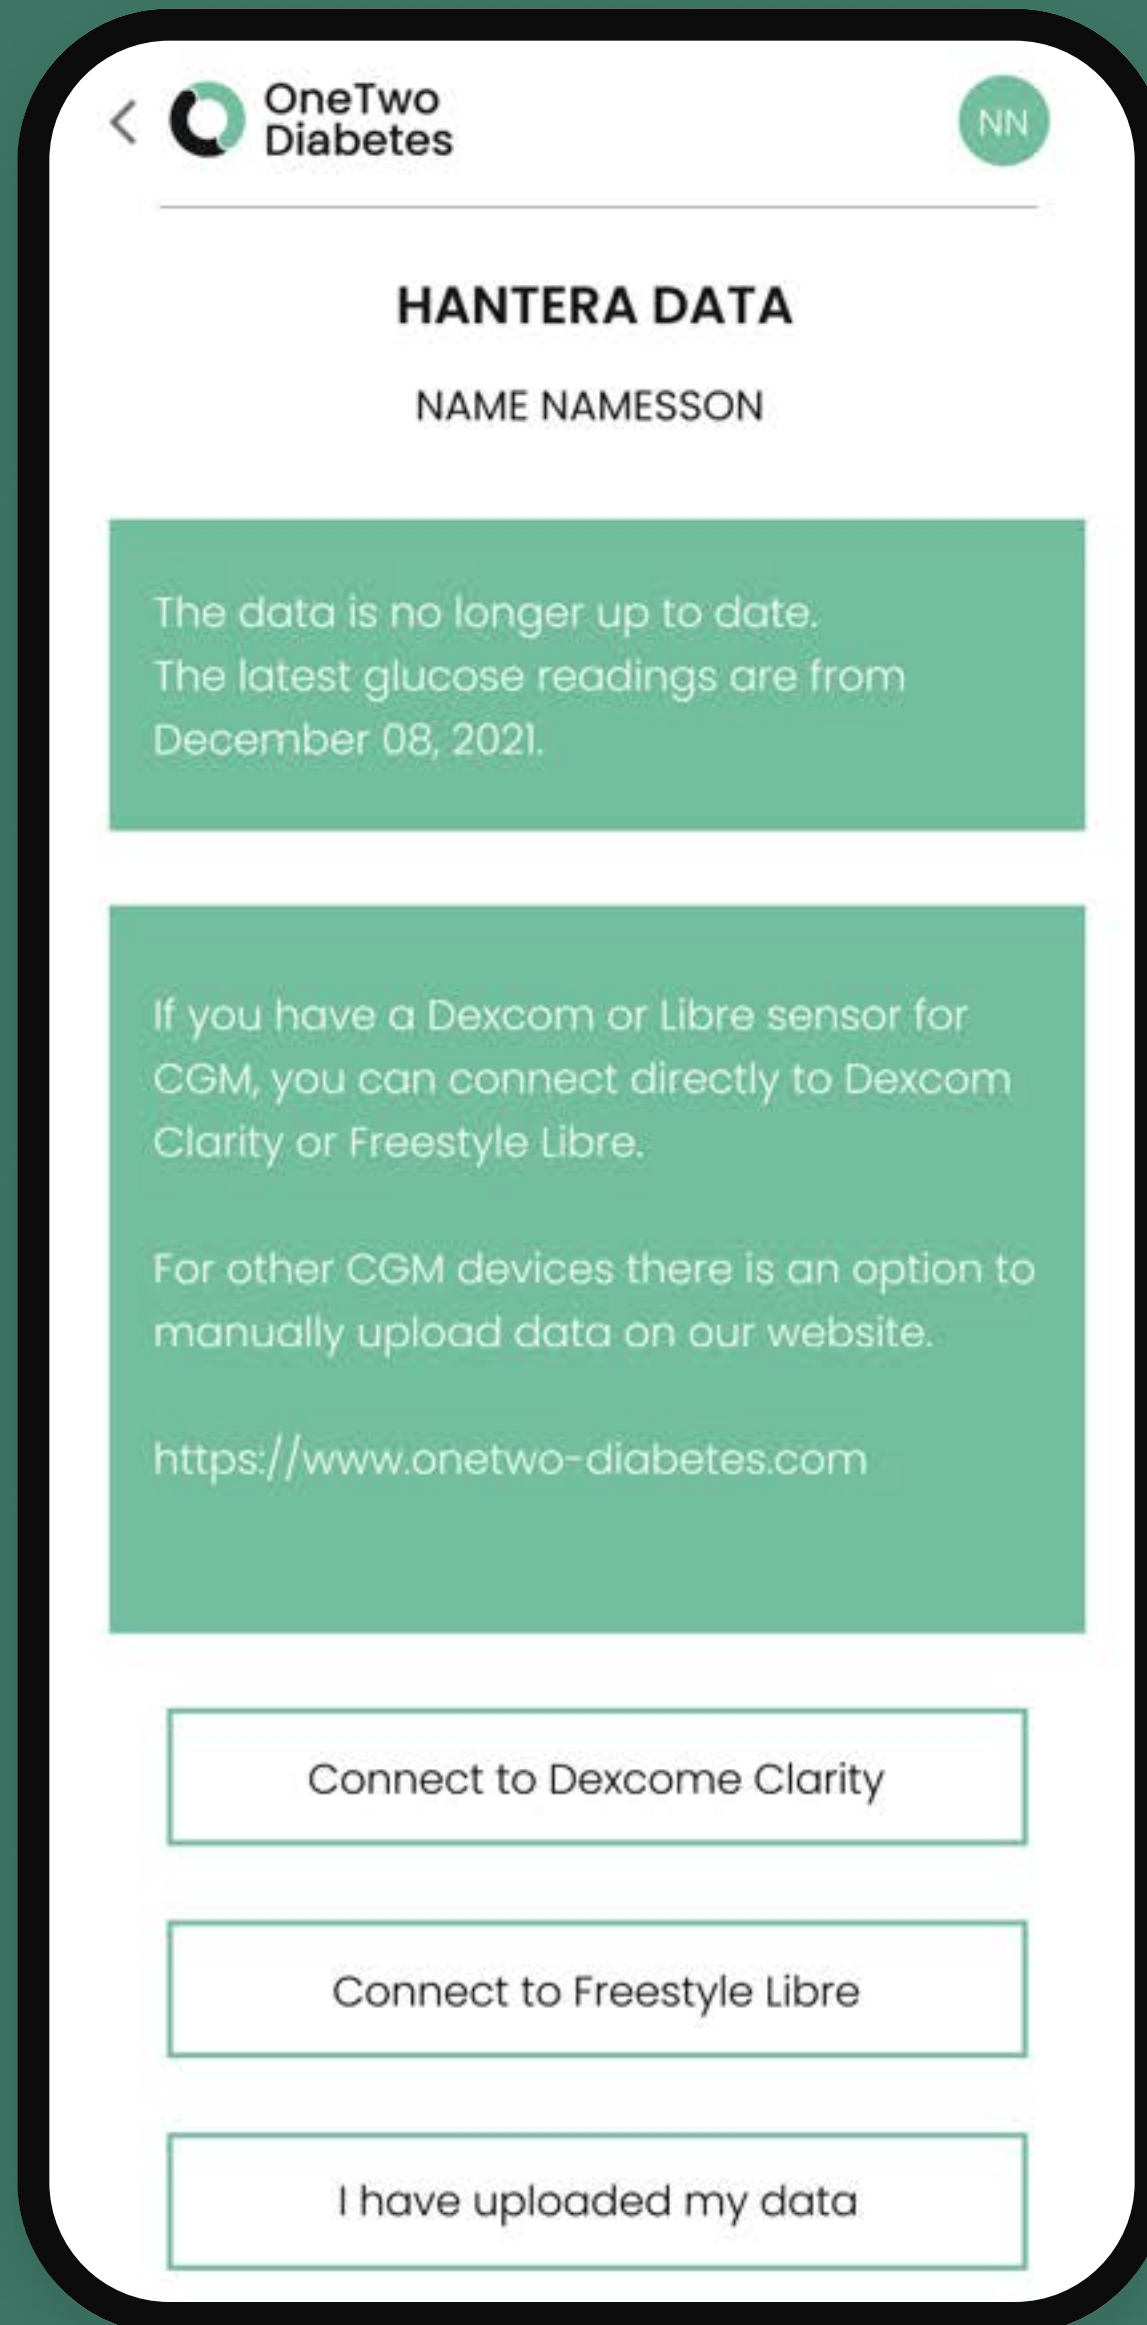 OneTwo
Diabetes
NN
HANTERA DATA
NAME NAMESSON
The data is no longer up to date.
The latest glucose readings are from
December 08, 2021.
If you have a Dexcom or Libre sensor for
CGM, you can connect directly to Dexcom
Clarity or Freestyle Libre.
For other CGM devices there is an option to
manually upload data on our website.
https://www.onetwo-diabetes.com
Connect to Dexcome Clarity
Connect to Freestyle Libre
I have uploaded my data